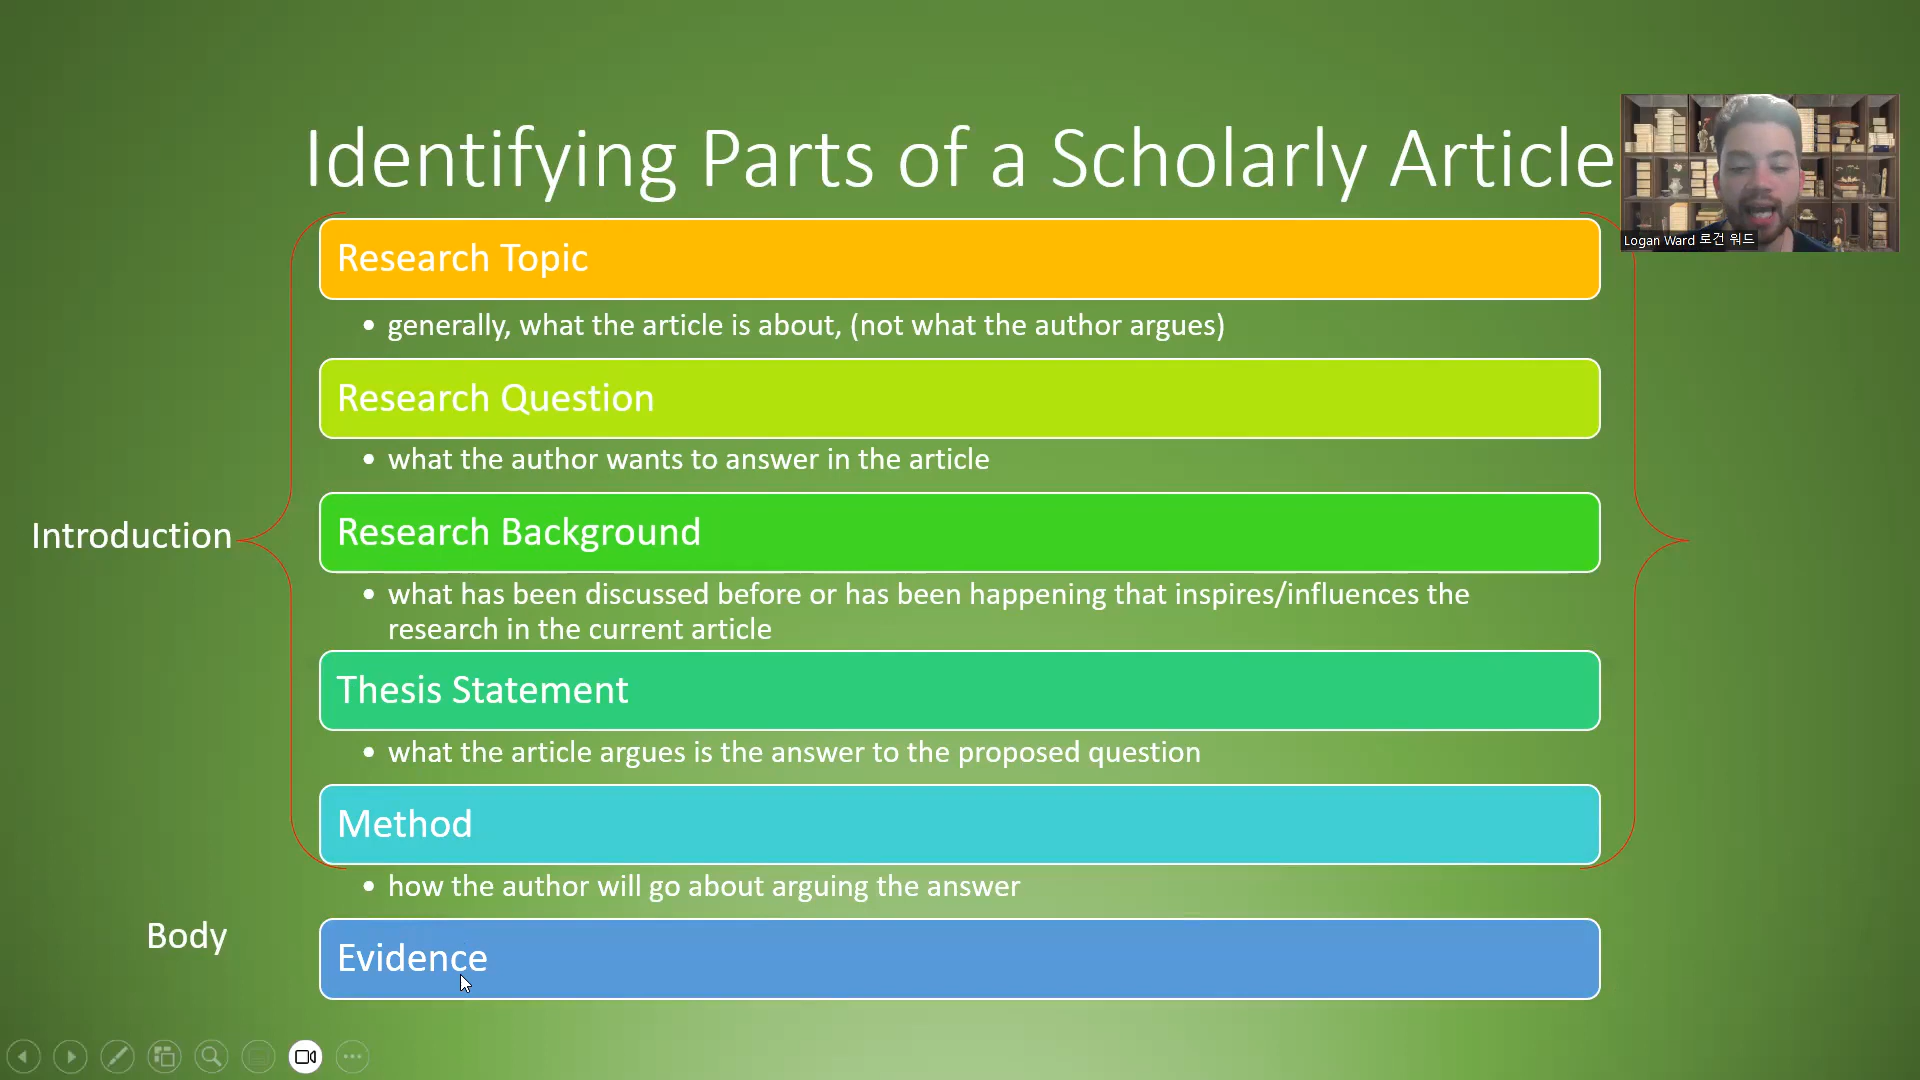 Identifying Parts of a Scholarly Article
Logan Ward 로건 워드
Research Topic
• generally, what the article is about, (not what the author argues)
Research Question
• what the author wants to answer in the article
Introduction
Research Background
• what has been discussed before or has been happening that inspires/influences the
research in the current article
Thesis Statement
• what the article argues is the answer to the proposed question
Method
• how the author will go about arguing the answer
Body
Evidence